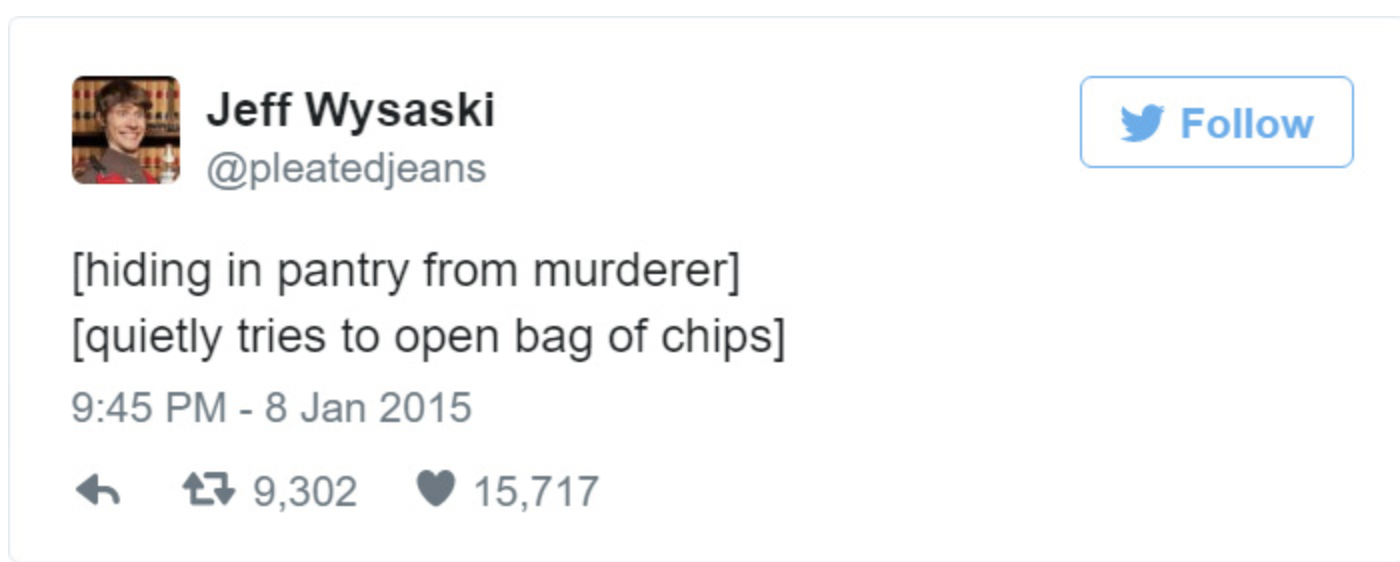 Jeff Wysaski
@pleatedjeans
Follow
[hiding in pantry from murderer]
[quietly tries to open bag of chips]
9:45 PM - 8 Jan 2015
9,302 15,717